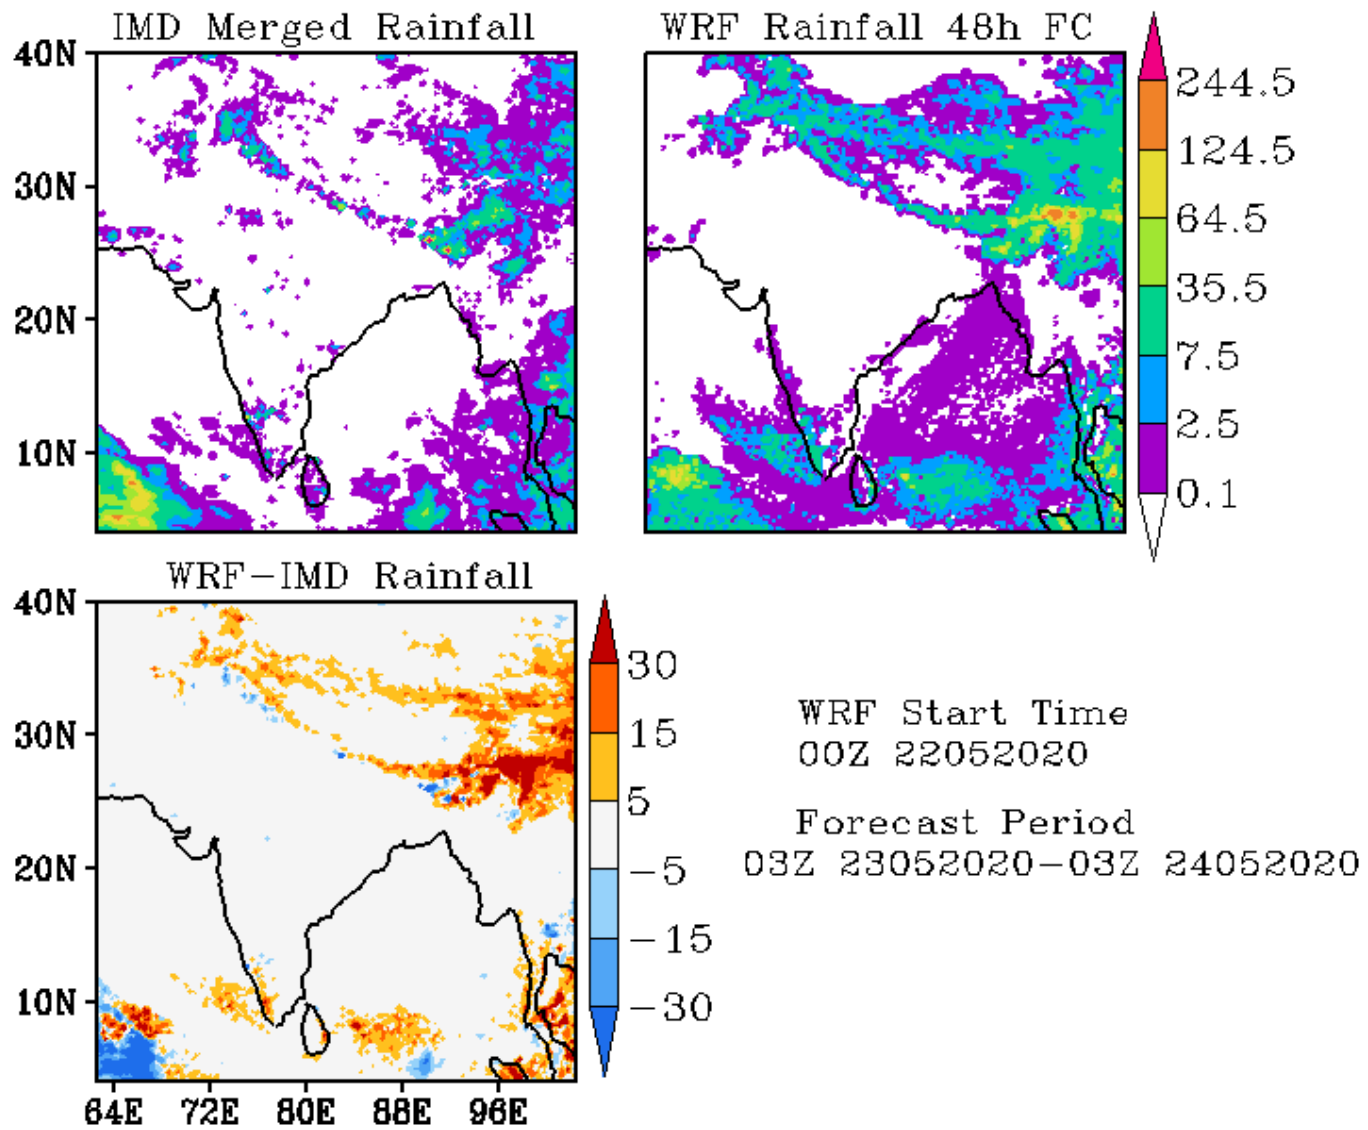 IMD Merged Rainfall
WRF Rainfall 48h FC
40N
30N
20N
10N
244.5
124.5
64.5
35.5
7.5
2.5
0.1
WRF-IMD Rainfall
40N
30N
20N
10N
64E 72E 80E 88E 96E
30
15
5
-5
-15
-30
WRF Start Time
00Z 22052020
Forecast Period
03Z 23052020-03Z 24052020